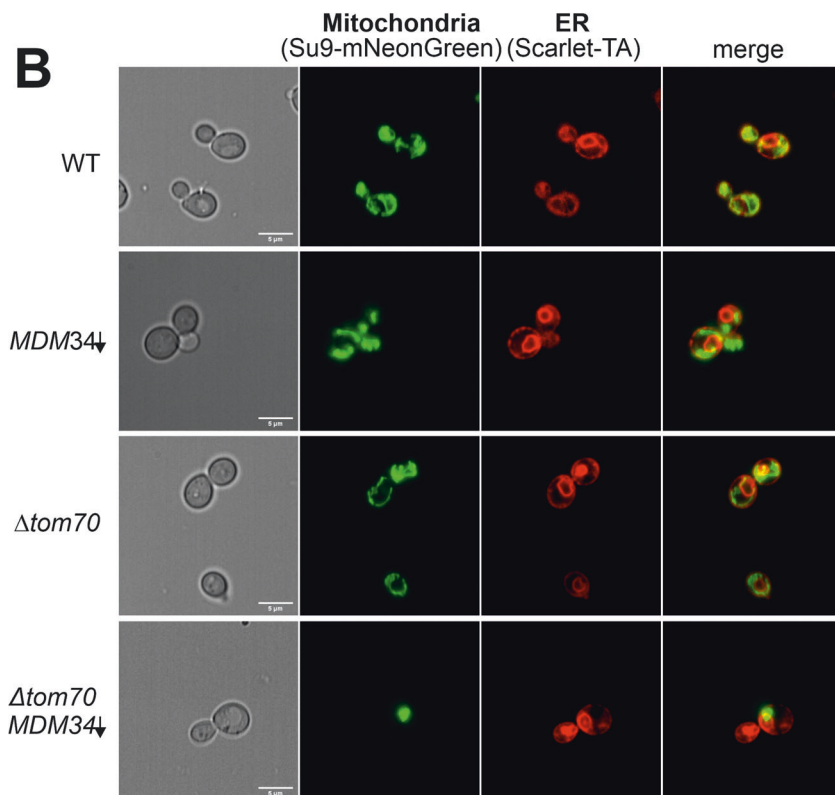 B
Mitochondria
(Su9-mNeonGreen)
ER
(Scarlet-TA)
merge
WT
5 µm
MDM34↓
5 µm
Δtom70
5 µm
Δtom70
MDM34↓
5 µm